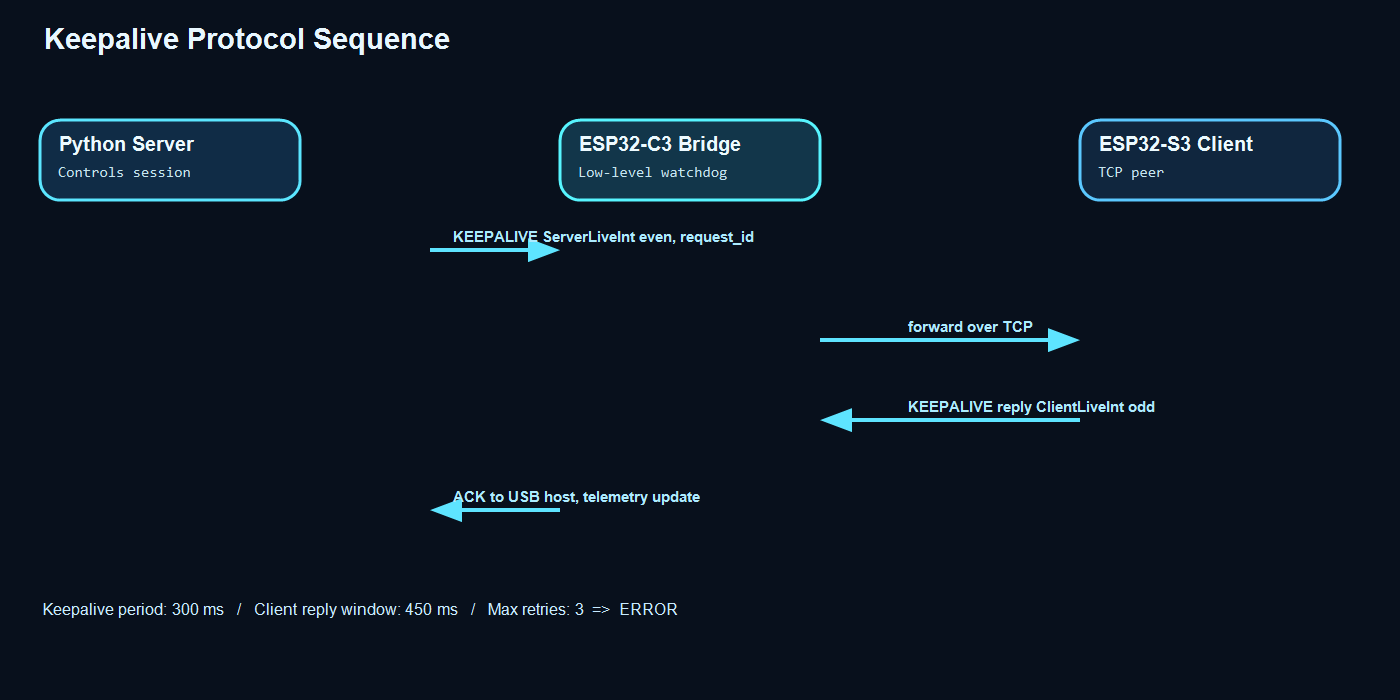 Keepalive Protocol Sequence
Python Server
Controls session
ESP32-C3 Bridge
Low-level watchdog
ESP32-S3 Client
TCP peer
KEEPALIVE ServerLiveInt even, request_id
forward over TCP
KEEPALIVE reply ClientLiveInt odd
ACK to USB host, telemetry update
Keepalive period: 300 ms / Client reply window: 450 ms / Max retries: 3 => ERROR